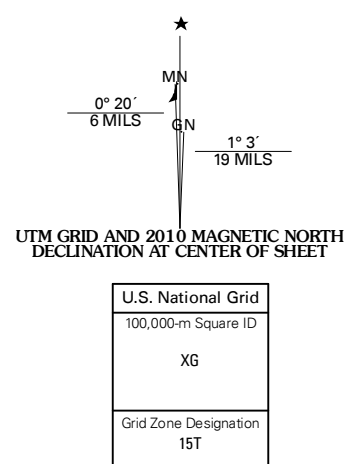 ★
MN
0° 20´
6 MILS
GN
1° 3´
19 MILS
UTM GRID AND 2010 MAGNETIC NORTH
DECLINATION AT CENTER OF SHEET
U.S. National Grid
100,000-m Square ID
XG
Grid Zone Designation
15T